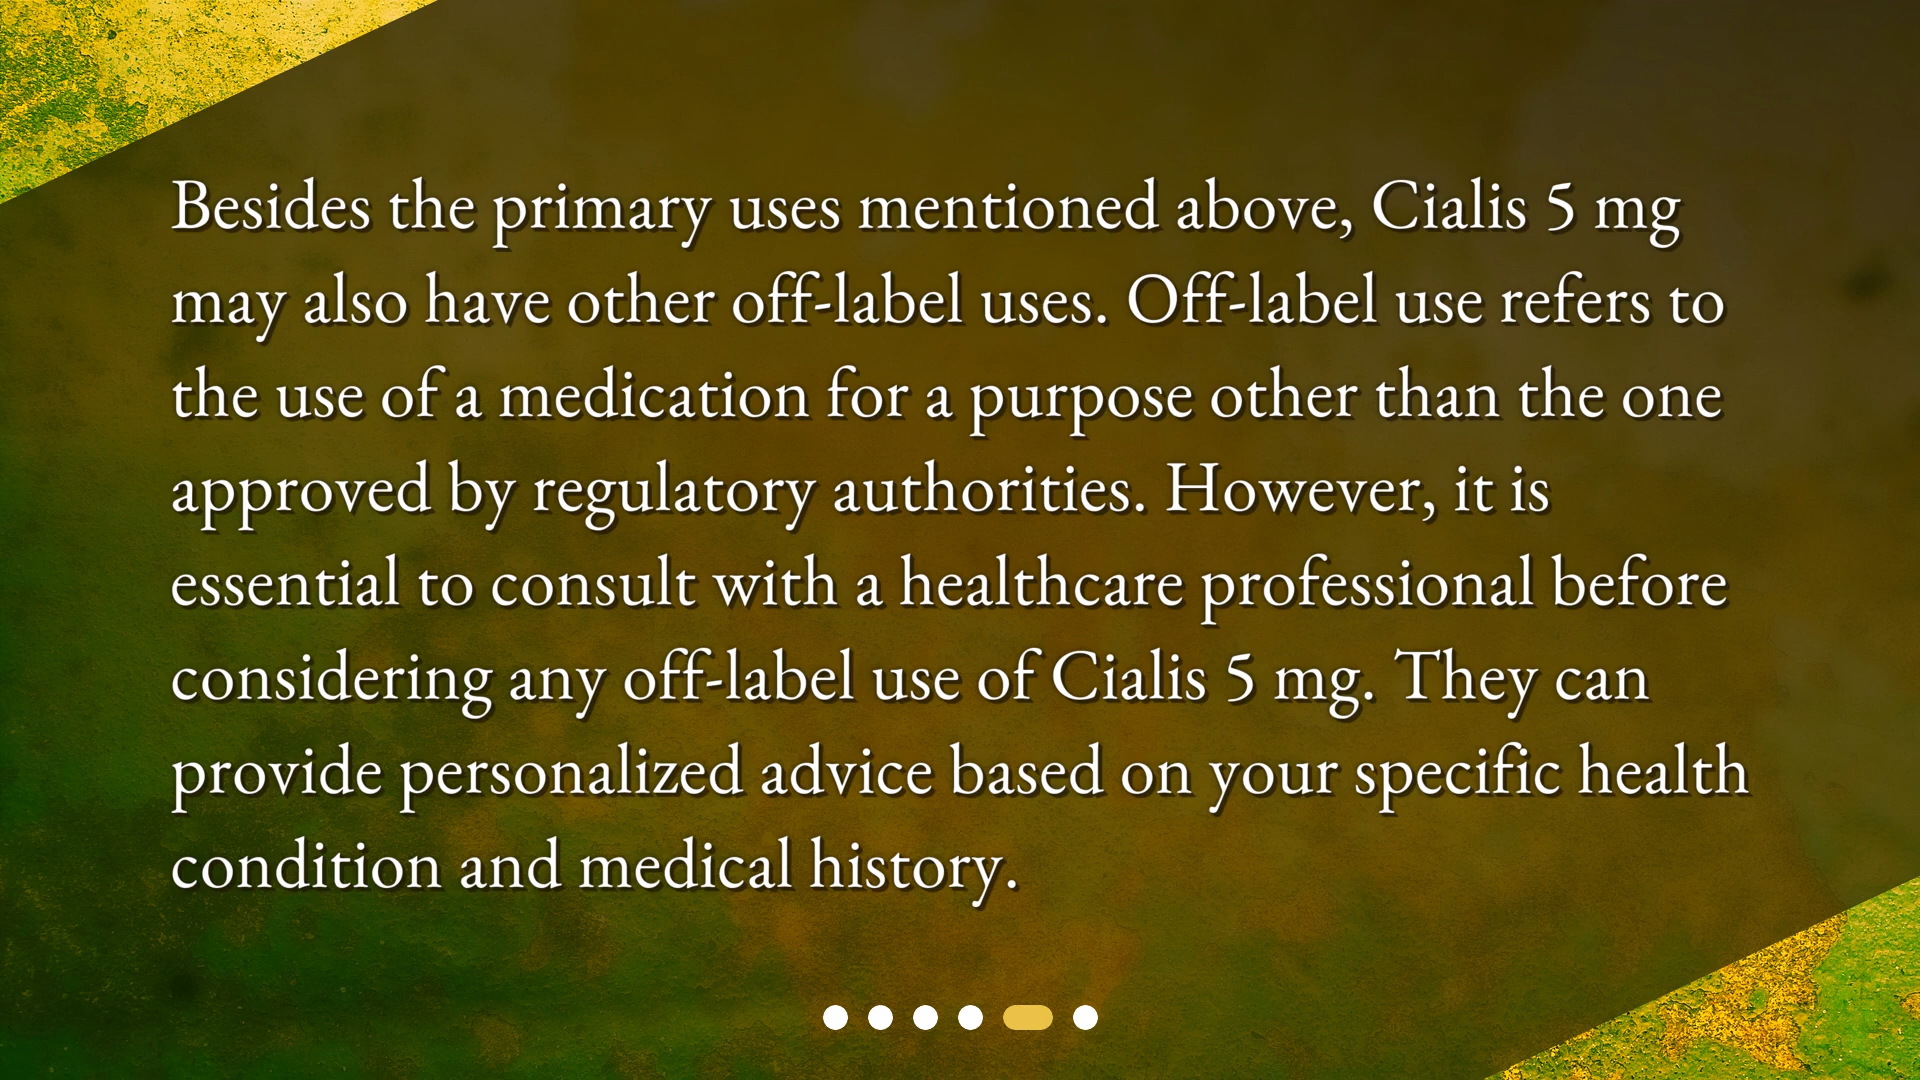 Besides the primary uses mentioned above, Cialis 5 mg
may also have other off-label uses. Off-label use refers to
the use of a medication for a purpose other than the one
approved by regulatory authorities. However, it is
essential to consult with a healthcare professional before
considering any off-label use of Cialis 5 mg. They can
provide personalized advice based on your specific health
condition and medical history.